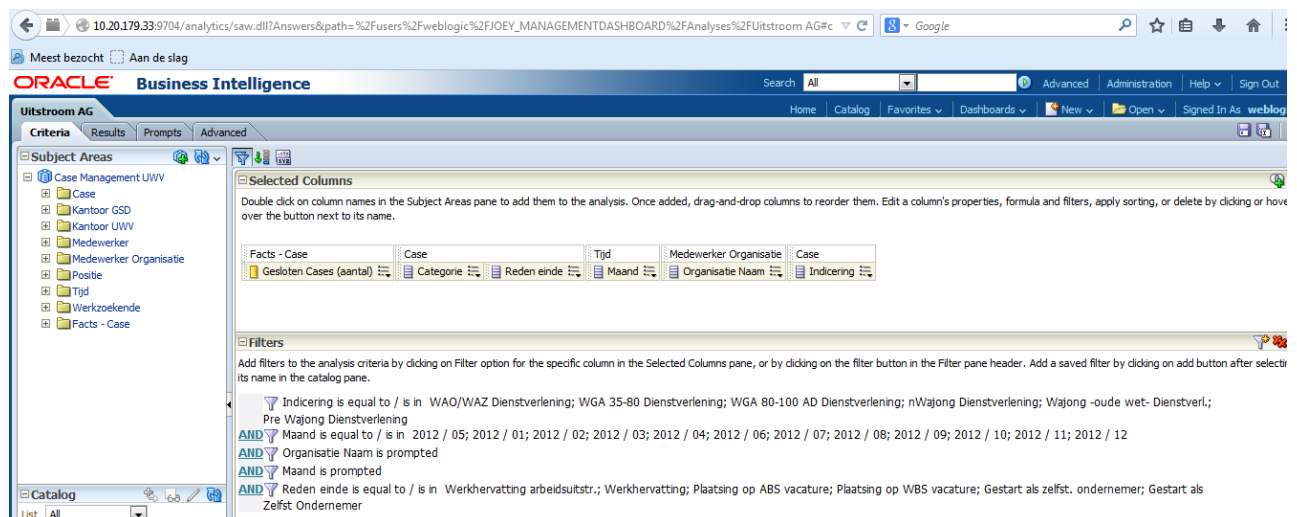 10.20.179.33:9704/analytics/saw.dll?Answers&path=%2Fusers%2Fweblogic%2FJOEY_MANAGEMENTDASHBOARD%2FAnalyses%2FUitstroom AG#c
Google
Meest bezocht Aan de slag
ORACLE Business Intelligence Search All Advanced Administration Help Sign Out
Uitstroom AG Home Catalog Favorites Dashboards New Open Signed In As weblog
Criteria Results Prompts Advanced
Subject Areas
Case Management UWV
Case
Kantoor GSD
Kantoor UWV
Medewerker
Medewerker Organisatie
Positie
Tijd
Werkzoekende
Facts - Case
Selected Columns
Double click on column names in the Subject Areas pane to add them to the analysis. Once added, drag-and-drop columns to reorder them. Edit a column's properties, formula and filters, apply sorting, or delete by clicking or hove
over the button next to its name.
Facts - Case Case Tijd Medewerker Organisatie Case
Gesloten Cases (aantal) Categorie Reden einde Maand Organisatie Naam Indicering
Filters
Add filters to the analysis criteria by clicking on Filter option for the specific column in the Selected Columns pane, or by clicking on the filter button in the Filter pane header. Add a saved filter by clicking on add button after selectin
its name in the catalog pane.
Indicering is equal to / is in WAO/WAZ Dienstverlening; WGA 35-80 Dienstverlening; WGA 80-100 AD Dienstverlening; nWajong Dienstverlening; Wajong -oude wet- Dienstverl.;
Pre Wajong Dienstverlening
AND Maand is equal to / is in 2012 / 05; 2012 / 01; 2012 / 02; 2012 / 03; 2012 / 04; 2012 / 06; 2012 / 07; 2012 / 08; 2012 / 09; 2012 / 10; 2012 / 11; 2012 / 12
AND Organisatie Naam is prompted
AND Maand is prompted
AND Reden einde is equal to / is in Werkhervatting arbeidsuitstr.; Werkhervatting; Plaatsing op ABS vacature; Plaatsing op WBS vacature; Gestart als zelfst. ondernemer; Gestart als
Zelfst Ondernemer
Catalog
List All